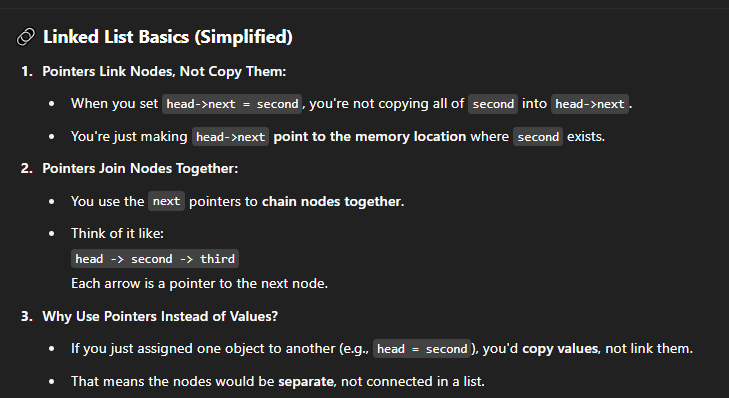 Linked List Basics (Simplified)
1. Pointers Link Nodes, Not Copy Them:
• When you set head->next = second, you're not copying all of second into head->next.
• You're just making head->next point to the memory location where second exists.
2. Pointers Join Nodes Together:
• You use the next pointers to chain nodes together.
• Think of it like:
head -> second -> third
Each arrow is a pointer to the next node.
3. Why Use Pointers Instead of Values?
• If you just assigned one object to another (e.g., head = second), you'd copy values, not link them.
• That means the nodes would be separate, not connected in a list.